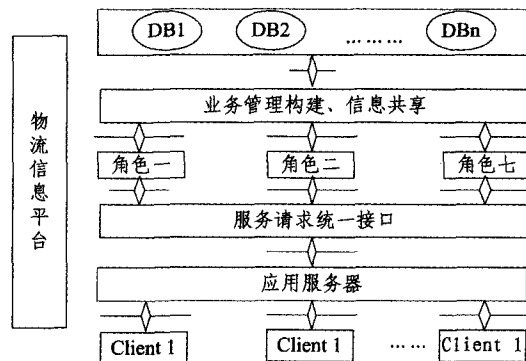 DB1 DB2 ……… DBn
业务管理构建、信息共享
角色一 角色二 角色七
服务请求统一接口
应用服务器
Client 1 Client 1 …… Client 1
物流信息平台